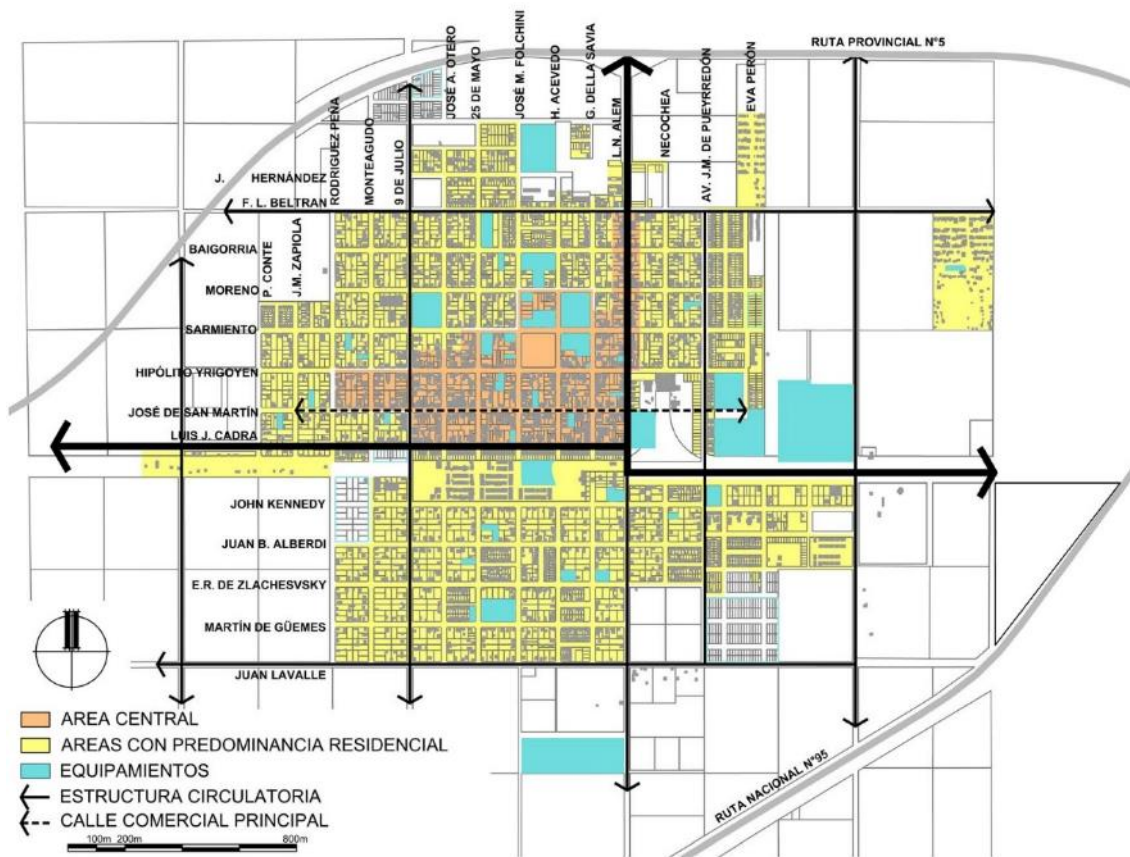 RUTA PROVINCIAL N°5
JOSÉ A. OTERO
25 DE MAYO
JOSÉ M. FOLCHINI
H. ACEVEDO
G. DELLA SAVIA
L.N. ALEM
NECOCHEA
AV. J.M. DE PUEYRREDÓN
EVA PERÓN
RODRIGUEZ PEÑA
MONTEAGUDO
9 DE JULIO
J. HERNÁNDEZ
F. L. BELTRAN
BAIGORRIA
P. CONTE
J.M. ZAPIOLA
MORENO
SARMIENTO
HIPÓLITO YRIGOYEN
JOSÉ DE SAN MARTÍN
LUIS J. CADRA
JOHN KENNEDY
JUAN B. ALBERDI
E.R. DE ZLACHESVSKY
MARTÍN DE GÜEMES
JUAN LAVALLE
RUTA NACIONAL N°95
AREA CENTRAL
AREAS CON PREDOMINANCIA RESIDENCIAL
EQUIPAMIENTOS
ESTRUCTURA CIRCULATORIA
CALLE COMERCIAL PRINCIPAL
100m 200m 800m